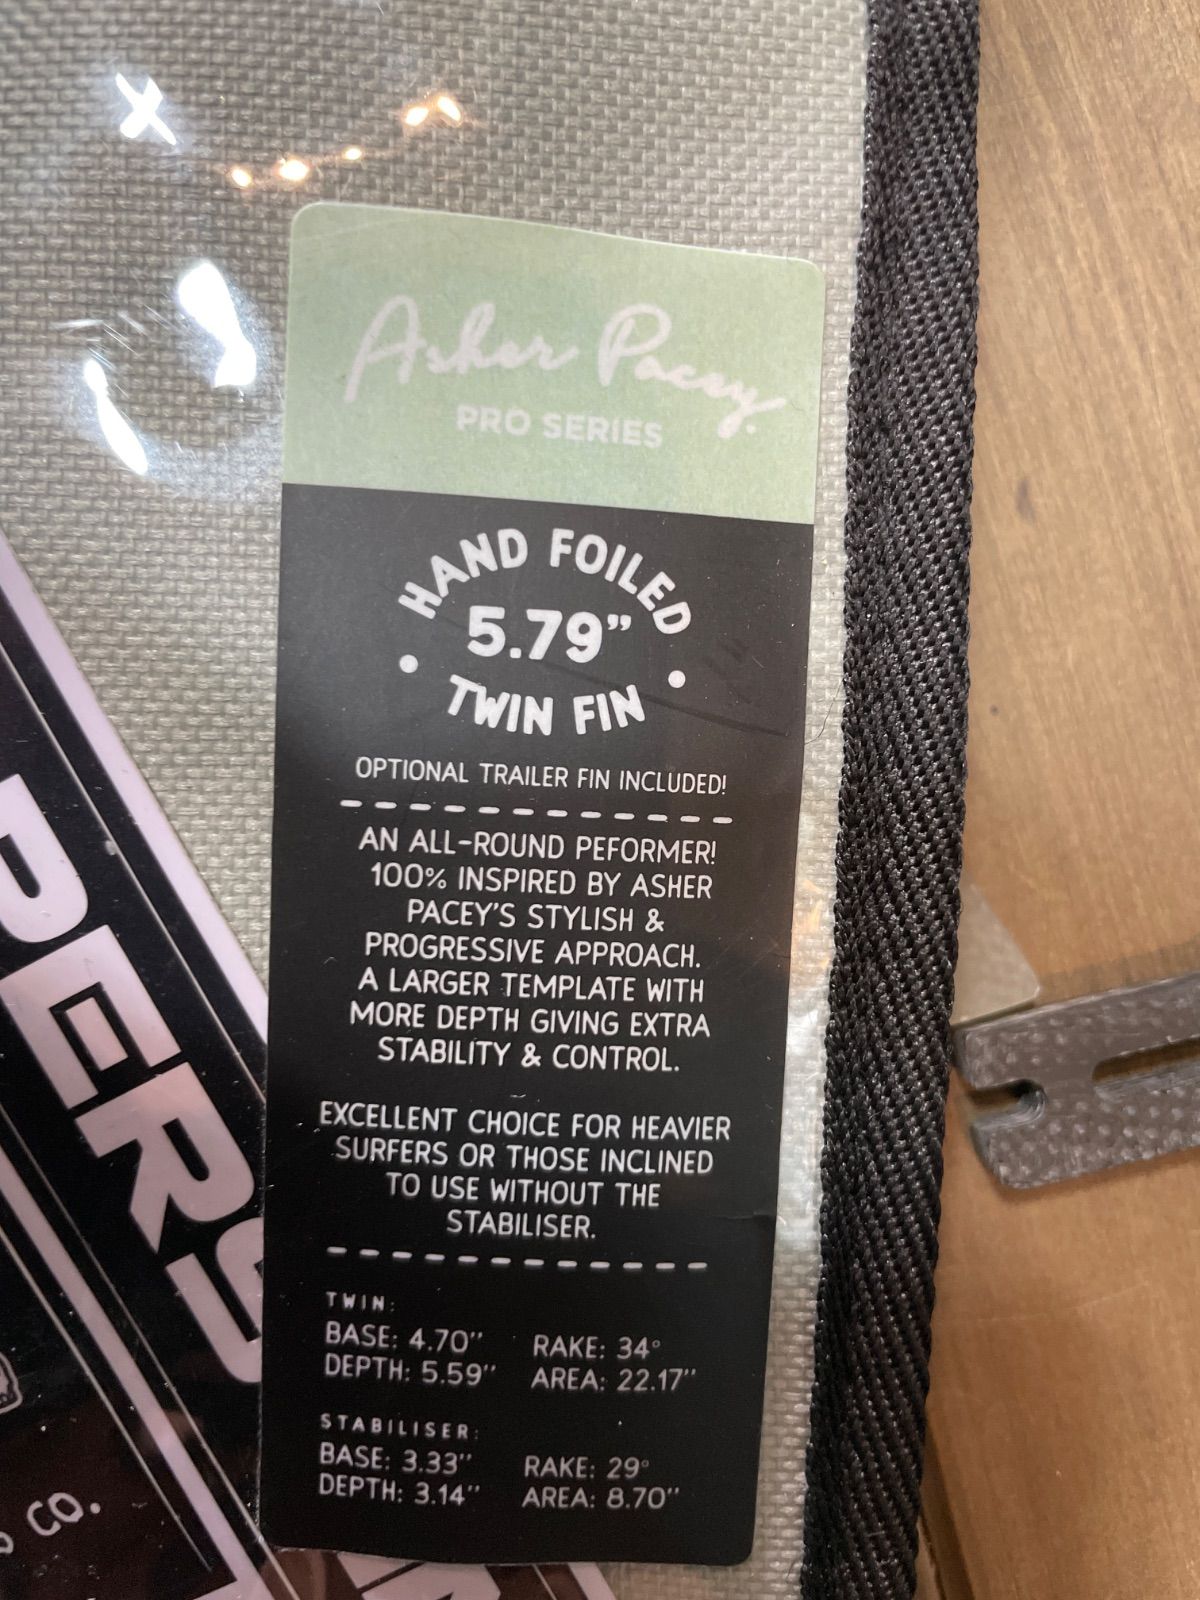 Asher Pacey.
PRO SERIES
HAND FOILED
5.79"
• TWIN FIN •
OPTIONAL TRAILER FIN INCLUDED!
AN ALL-ROUND PEFORMER!
100% INSPIRED BY ASHER
PACEY'S STYLISH &
PROGRESSIVE APPROACH.
A LARGER TEMPLATE WITH
MORE DEPTH GIVING EXTRA
STABILITY & CONTROL.
EXCELLENT CHOICE FOR HEAVIER
SURFERS OR THOSE INCLINED
TO USE WITHOUT THE
STABILISER.
TWIN:
BASE: 4.70" RAKE: 34°
DEPTH: 5.59" AREA: 22.17"
STABILISER:
BASE: 3.33" RAKE: 29°
DEPTH: 3.14" AREA: 8.70"
PERS
CO.